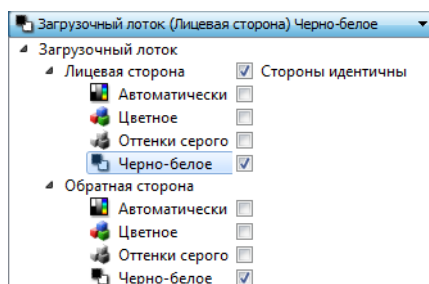 Загрузочный лоток (Лицевая сторона) Черно-белое
Загрузочный лоток
Лицевая сторона Стороны идентичны
Автоматически
Цветное
Оттенки серого
Черно-белое
Обратная сторона
Автоматически
Цветное
Оттенки серого
Черно-белое